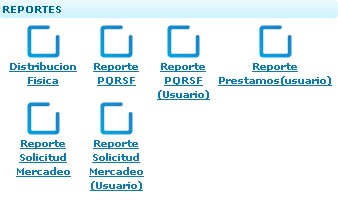 REPORTES
Distribucion
Fisica
Reporte
PQRSF
Reporte
PQRSF
(Usuario)
Reporte
Prestamos(usuario)
Reporte
Solicitud
Mercadeo
Reporte
Solicitud
Mercadeo
(Usuario)